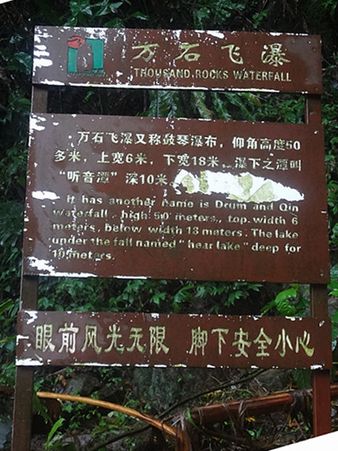 万石飞瀑
THOUSAND ROCKS WATERFALL
万石飞瀑又称鼓琴瀑布，仰角高度50
多米，上宽6米，下宽18米，瀑下之潭叫
“听音潭”深10米
It has another name is Drum and Qin
waterfall. high 50 meters, top width 6
meters, below width 18 meters. The lake
under the fall named "hear lake" deep for
10meters.
眼前风光无限 脚下安全小心